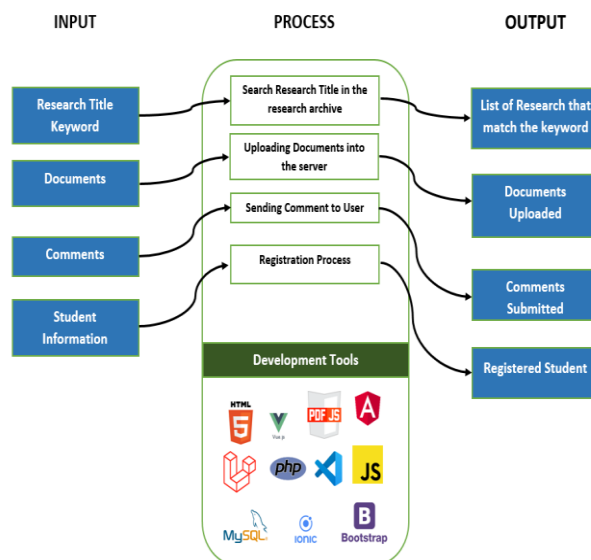 INPUT
PROCESS
OUTPUT
Research Title
Keyword
Search Research Title in the
research archive
List of Research that
match the keyword
Documents
Uploading Documents into
the server
Documents
Uploaded
Comments
Sending Comment to User
Comments
Submitted
Student
Information
Registration Process
Registered Student
Development Tools
HTML
5
Vue p
PDF JS
A
php
JS
MySQL
IONIC
B
Bootstrap